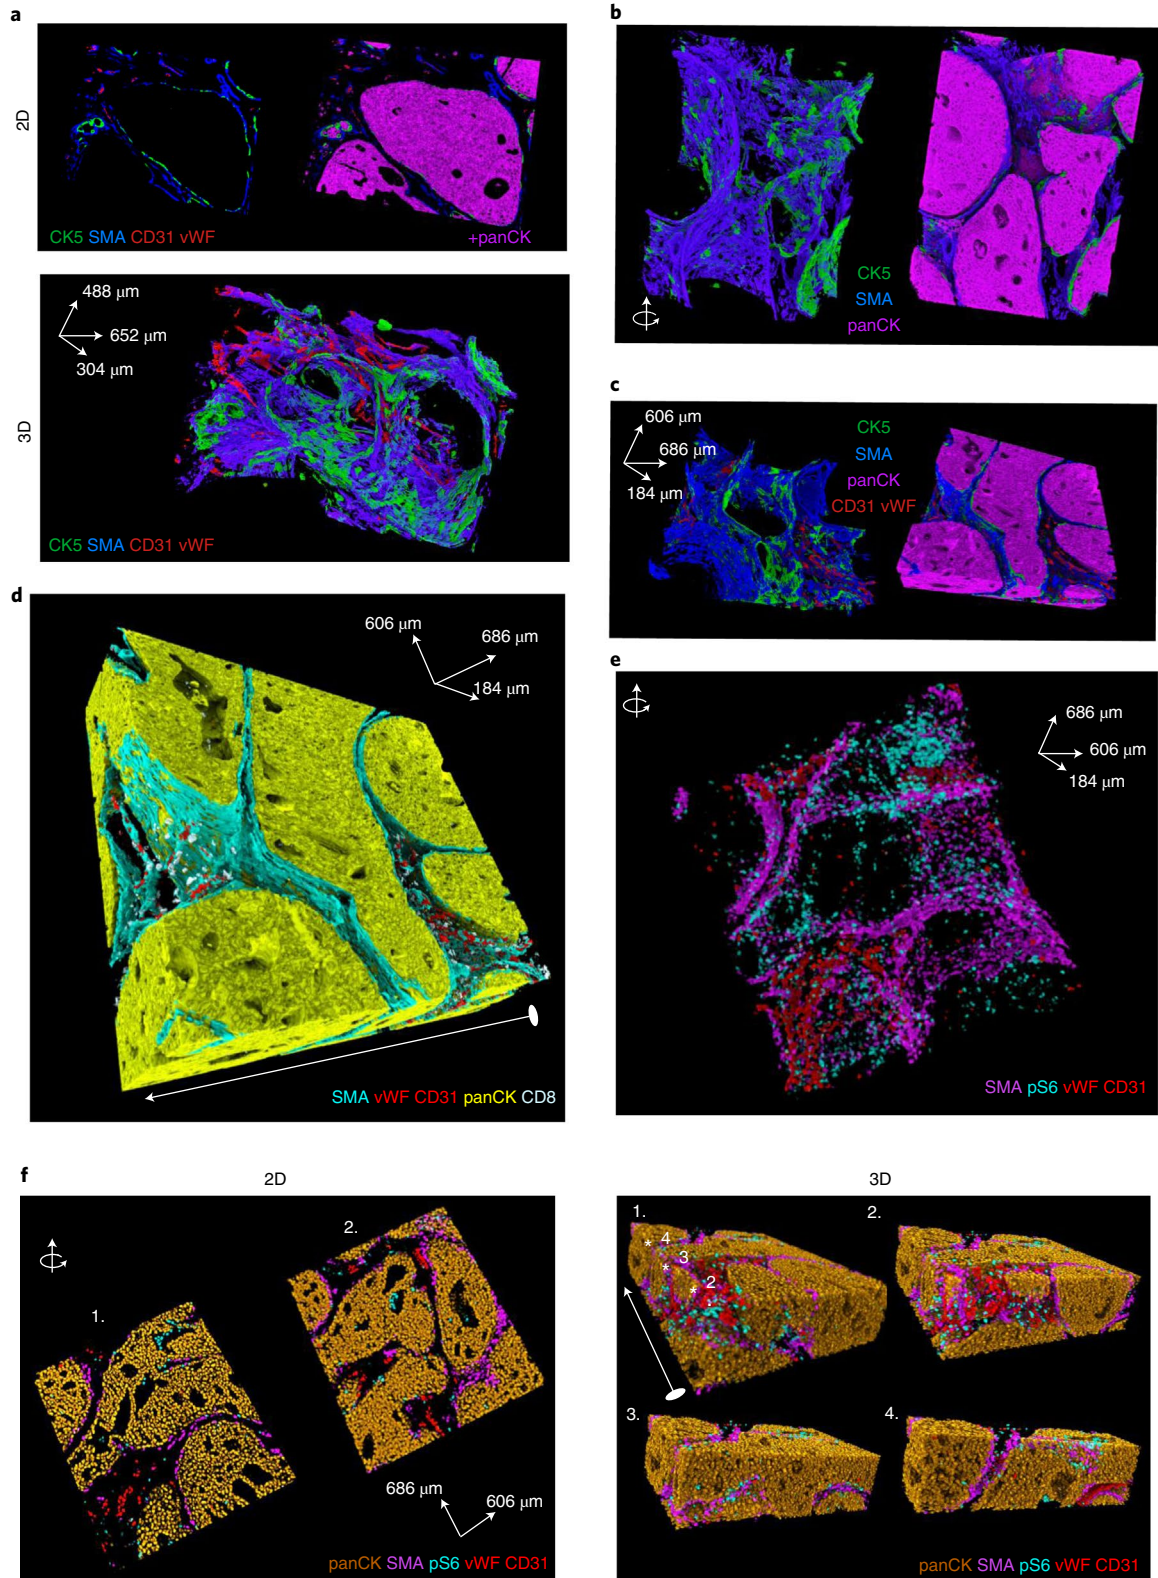 a
2D
CK5 SMA CD31 vWF
+panCK
488 µm
652 µm
304 µm
3D
CK5 SMA CD31 vWF
b
CK5
SMA
panCK
c
606 µm
686 µm
184 µm
CK5
SMA
panCK
CD31 vWF
d
606 µm
686 µm
184 µm
SMA vWF CD31 panCK CD8
e
686 µm
606 µm
184 µm
SMA pS6 vWF CD31
f
2D
1.
2.
686 µm
606 µm
panCK SMA pS6 vWF CD31
3D
1.
* 4
* 3
* 2
2.
3.
4.
panCK SMA pS6 vWF CD31